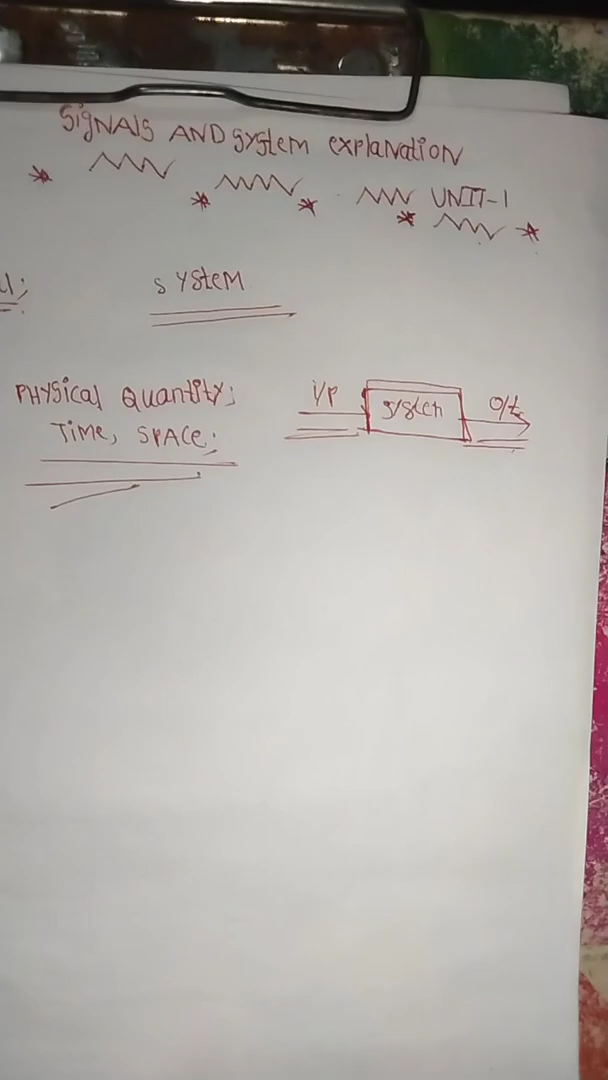 SigNAlS AND system explaNatioN
UNIT-1
system
PHYsical Quantity;
Time, SPACe;
i/p
system